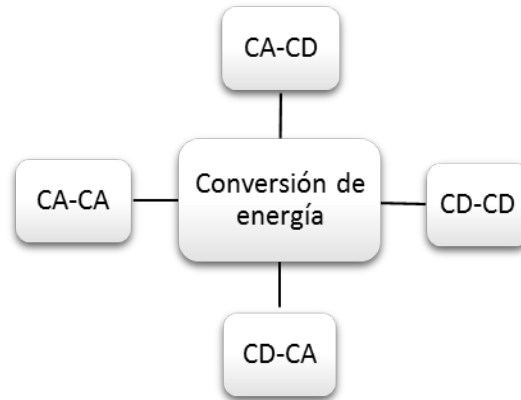 CA-CD
CA-CA
Conversión de
energía
CD-CD
CD-CA